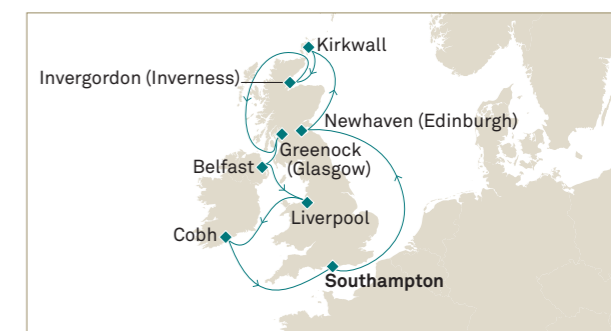 Kirkwall
Invergordon (Inverness)
Newhaven (Edinburgh)
Greenock
(Glasgow)
Belfast
Liverpool
Cobh
Southampton